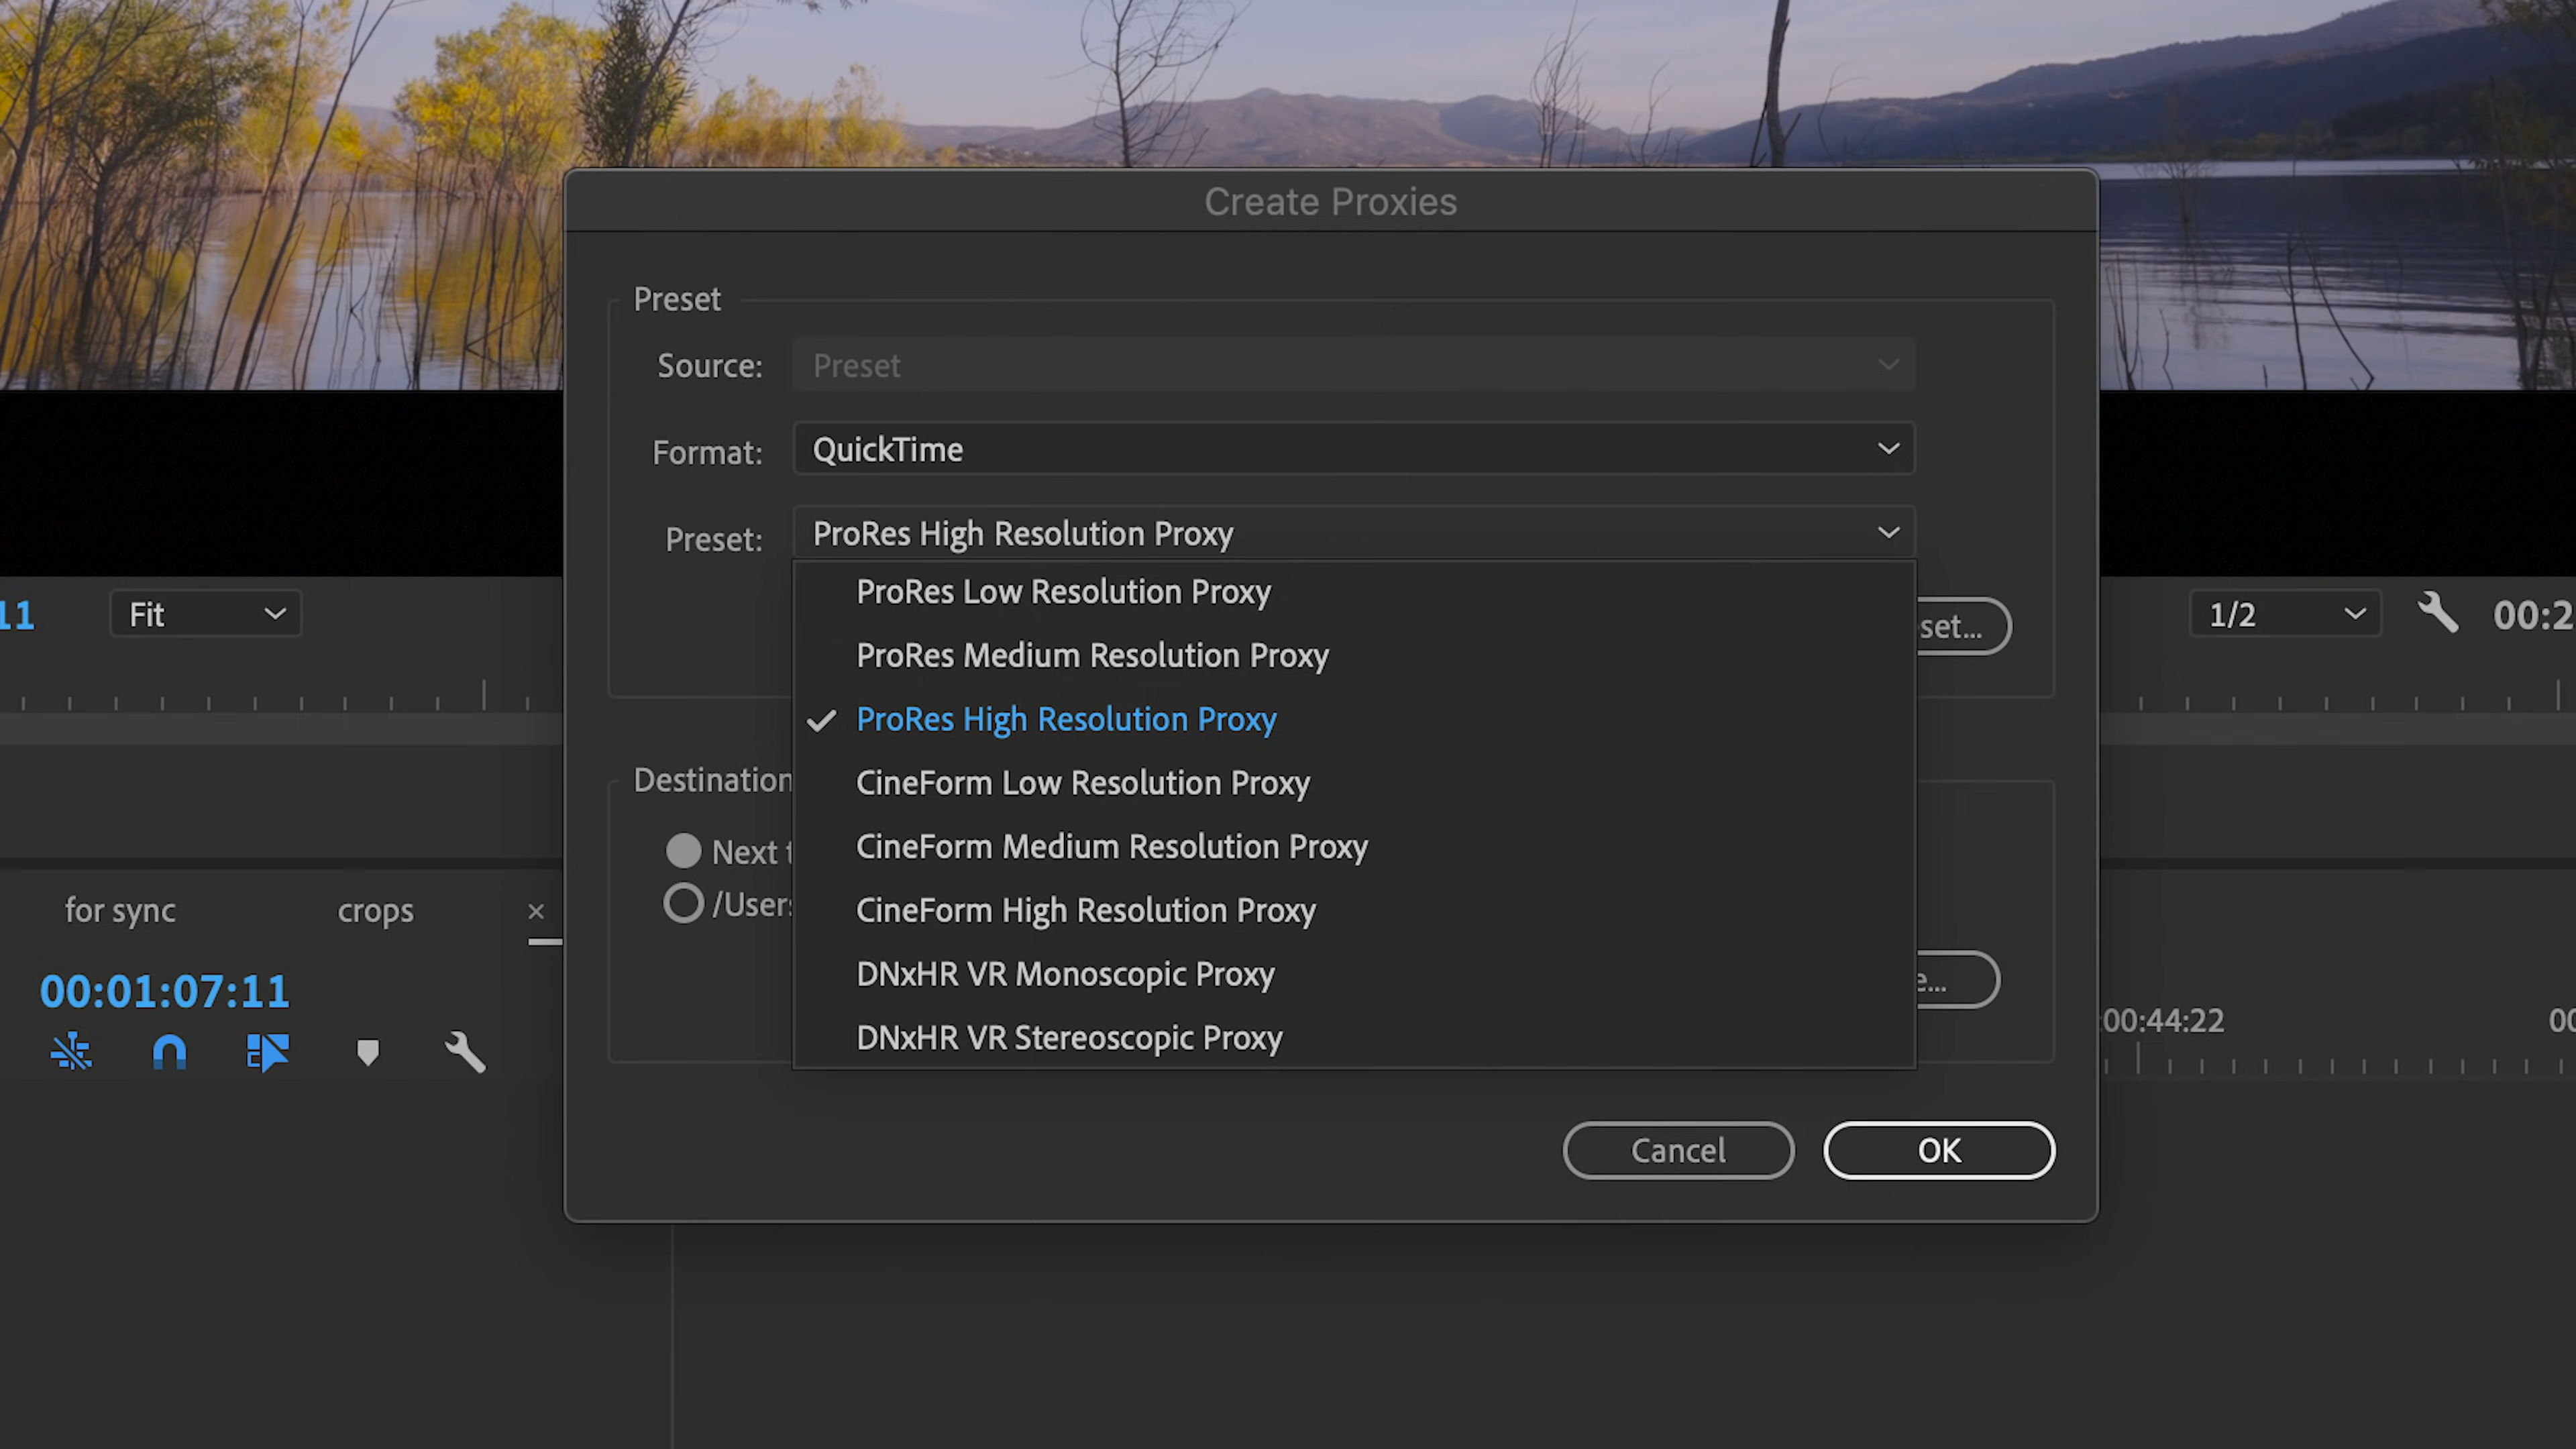 Create Proxies
Preset
Source: Preset
Format: QuickTime
Preset: ProRes High Resolution Proxy
ProRes Low Resolution Proxy
ProRes Medium Resolution Proxy
ProRes High Resolution Proxy
CineForm Low Resolution Proxy
CineForm Medium Resolution Proxy
CineForm High Resolution Proxy
DNxHR VR Monoscopic Proxy
DNxHR VR Stereoscopic Proxy
set...
Destination
Next t
/User
e...
Cancel
OK
11
Fit
1/2
00:2
for sync
crops
00:01:07:11
00:44:22
00